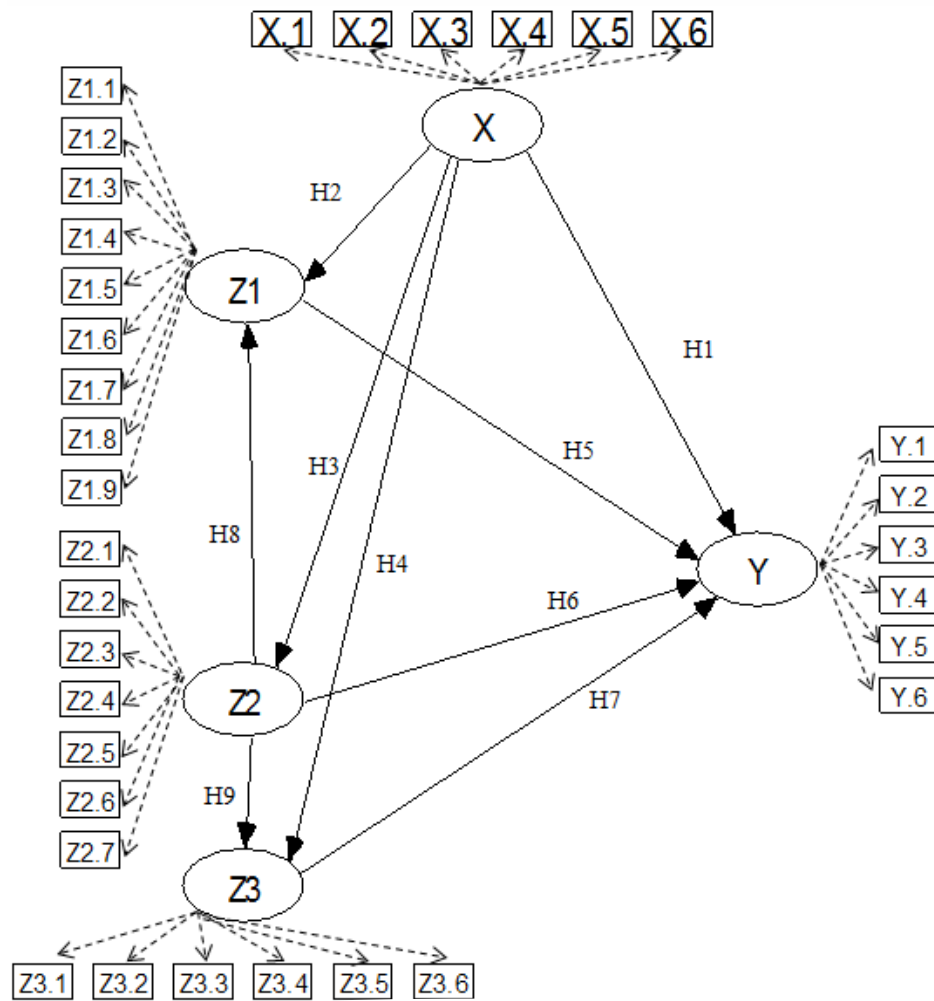 X.1 X.2 X.3 X.4 X.5 X.6
X
Z1.1
Z1.2
Z1.3
Z1.4
Z1.5
Z1.6
Z1.7
Z1.8
Z1.9
Z1
H2
H1
H3
H5
H8
H4
Y.1
Y.2
Y.3
Y.4
Y.5
Y.6
Y
H6
H7
Z2.1
Z2.2
Z2.3
Z2.4
Z2.5
Z2.6
Z2.7
Z2
H9
Z3
Z3.1 Z3.2 Z3.3 Z3.4 Z3.5 Z3.6